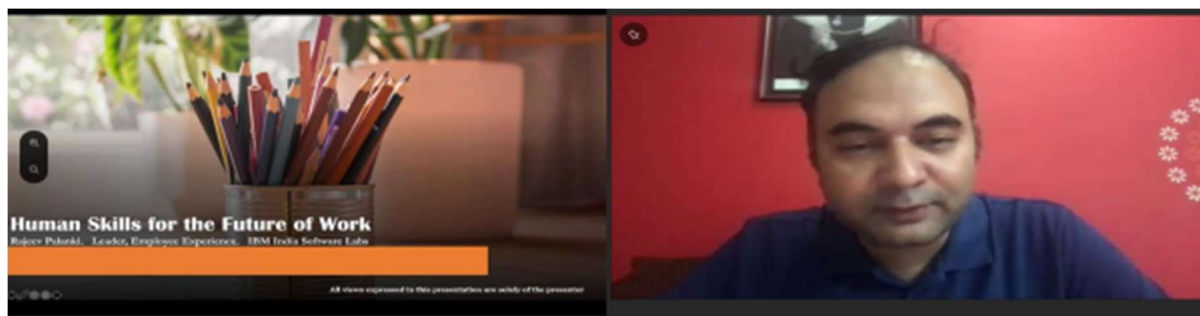 Human Skills for the Future of Work
Rajeev Palanki. Leader, Employee Experience. IBM India Software Labs
All views expressed in this presentation are solely of the presenter